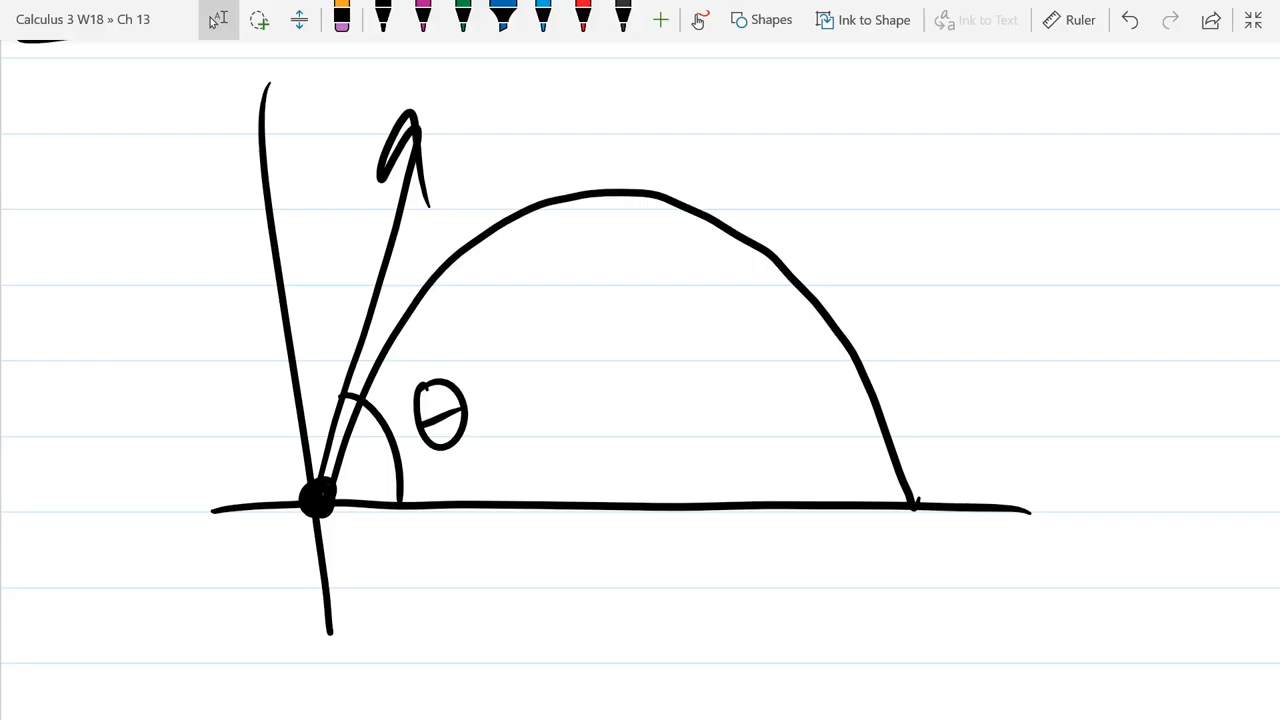 Calculus 3 W18 » Ch 13
Shapes
Ink to Shape
Ink to Text
Ruler
θ